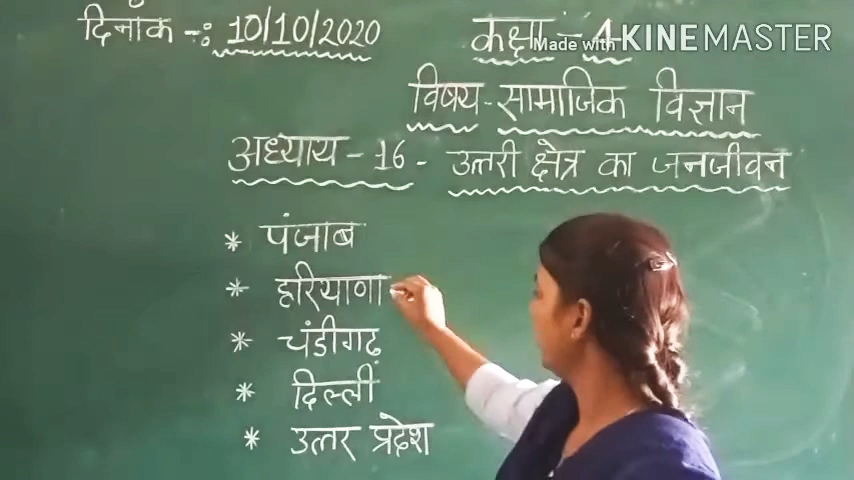 दिनांक -: 10/10/2020
कक्षा - 4
Made with KINEMASTER
विषय - सामाजिक विज्ञान
अध्याय - 16 - उत्तरी क्षेत्र का जनजीवन
* पंजाब
* हरियाणा
* चंडीगढ़
* दिल्ली
* उत्तर प्रदेश